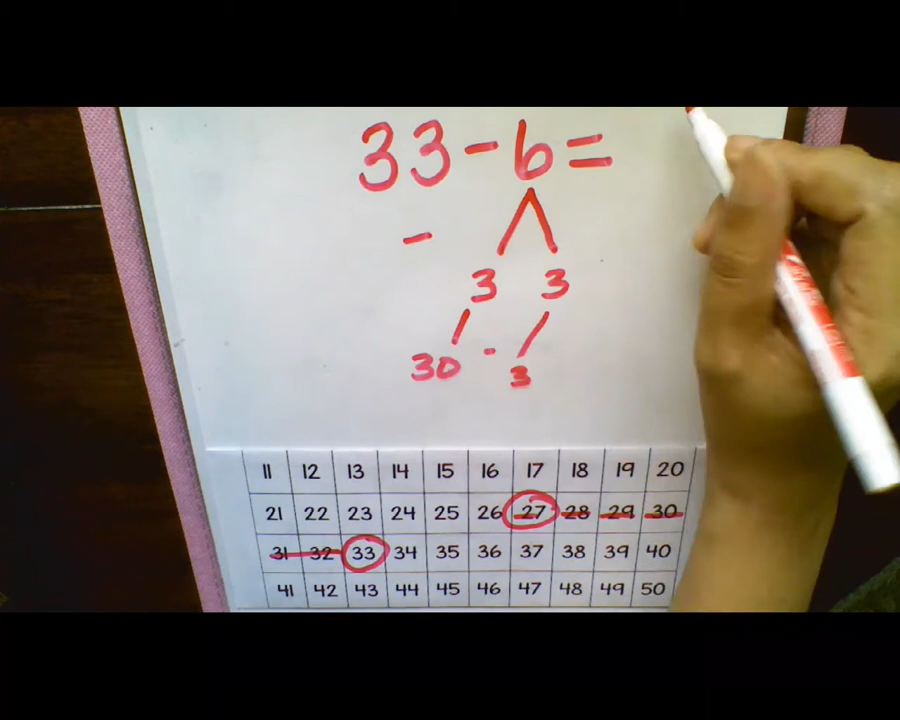 33-6=
-
3 3
30 - 3
11 12 13 14 15 16 17 18 19 20
21 22 23 24 25 26 27 28 29 30
31 32 33 34 35 36 37 38 39 40
41 42 43 44 45 46 47 48 49 50